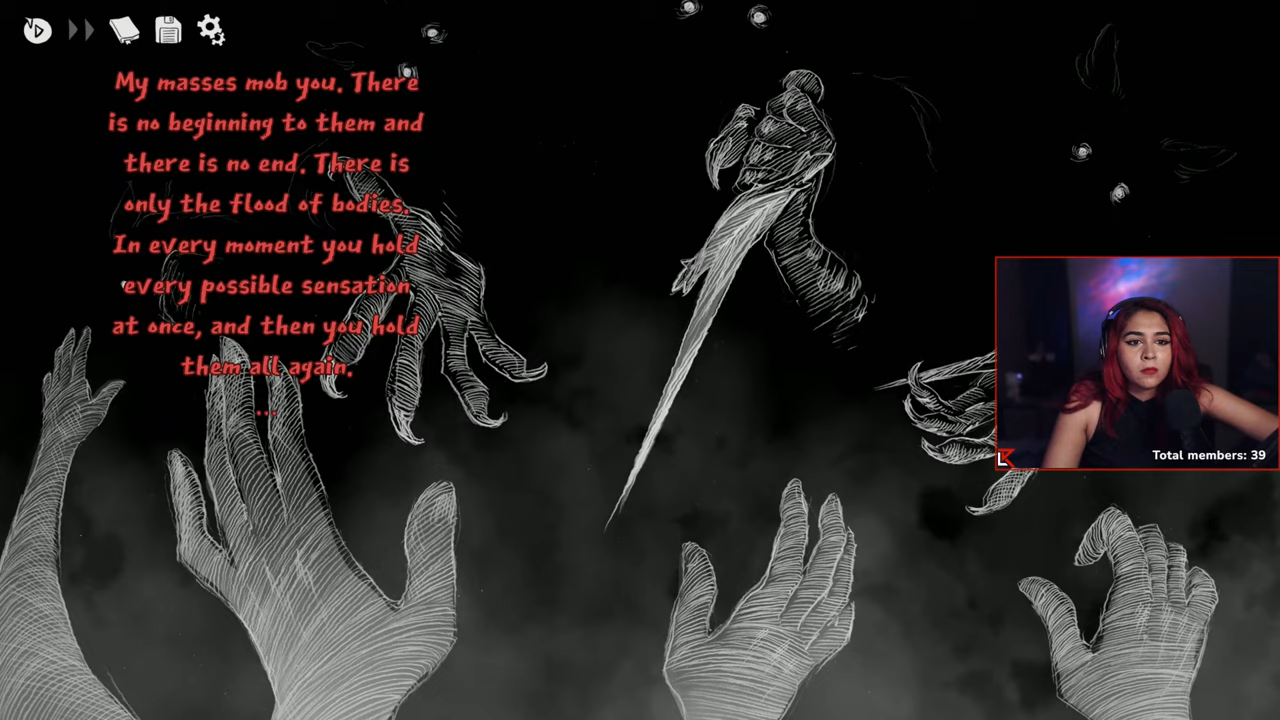 My masses mob you. There
is no beginning to them and
there is no end. There is
only the flood of bodies.
In every moment you hold
every possible sensation
at once, and then you hold
them all again.
...
Total members: 39